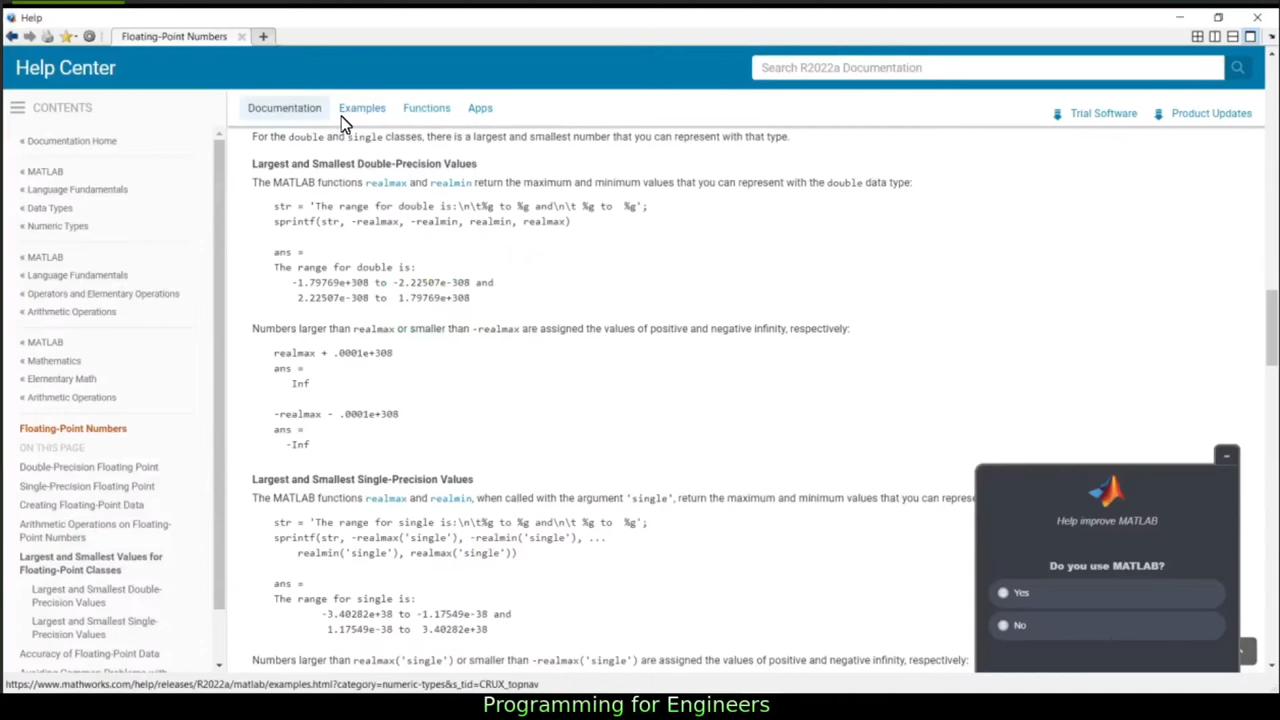 Help
Floating-Point Numbers
Help Center
Search R2022a Documentation
CONTENTS
« Documentation Home
« MATLAB
« Language Fundamentals
« Data Types
« Numeric Types
« MATLAB
« Language Fundamentals
« Operators and Elementary Operations
« Arithmetic Operations
« MATLAB
« Mathematics
« Elementary Math
« Arithmetic Operations
Floating-Point Numbers
ON THIS PAGE
Double-Precision Floating Point
Single-Precision Floating Point
Creating Floating-Point Data
Arithmetic Operations on Floating-
Point Numbers
Largest and Smallest Values for
Floating-Point Classes
Largest and Smallest Double-
Precision Values
Largest and Smallest Single-
Precision Values
Accuracy of Floating-Point Data
Avoiding Common Problems with
Documentation Examples Functions Apps
Trial Software Product Updates
For the double and single classes, there is a largest and smallest number that you can represent with that type.
Largest and Smallest Double-Precision Values
The MATLAB functions realmax and realmin return the maximum and minimum values that you can represent with the double data type:
str = 'The range for double is:\n\t%g to %g and\n\t %g to  %g';
sprintf(str, -realmax, -realmin, realmin, realmax)
ans =
The range for double is:
-1.79769e+308 to -2.22507e-308 and
2.22507e-308 to  1.79769e+308
Numbers larger than realmax or smaller than -realmax are assigned the values of positive and negative infinity, respectively:
realmax + .0001e+308
ans =
Inf
-realmax - .0001e+308
ans =
-Inf
Largest and Smallest Single-Precision Values
The MATLAB functions realmax and realmin, when called with the argument 'single', return the maximum and minimum values that you can represe
str = 'The range for single is:\n\t%g to %g and\n\t %g to  %g';
sprintf(str, -realmax('single'), -realmin('single'), ...
realmin('single'), realmax('single'))
ans =
The range for single is:
-3.40282e+38 to -1.17549e-38 and
1.17549e-38 to  3.40282e+38
Numbers larger than realmax('single') or smaller than -realmax('single') are assigned the values of positive and negative infinity, respectively:
Help improve MATLAB
Do you use MATLAB?
Yes
No
https://www.mathworks.com/help/releases/R2022a/matlab/examples.html?category=numeric-types&s_tid=CRUX_topnav
Programming for Engineers